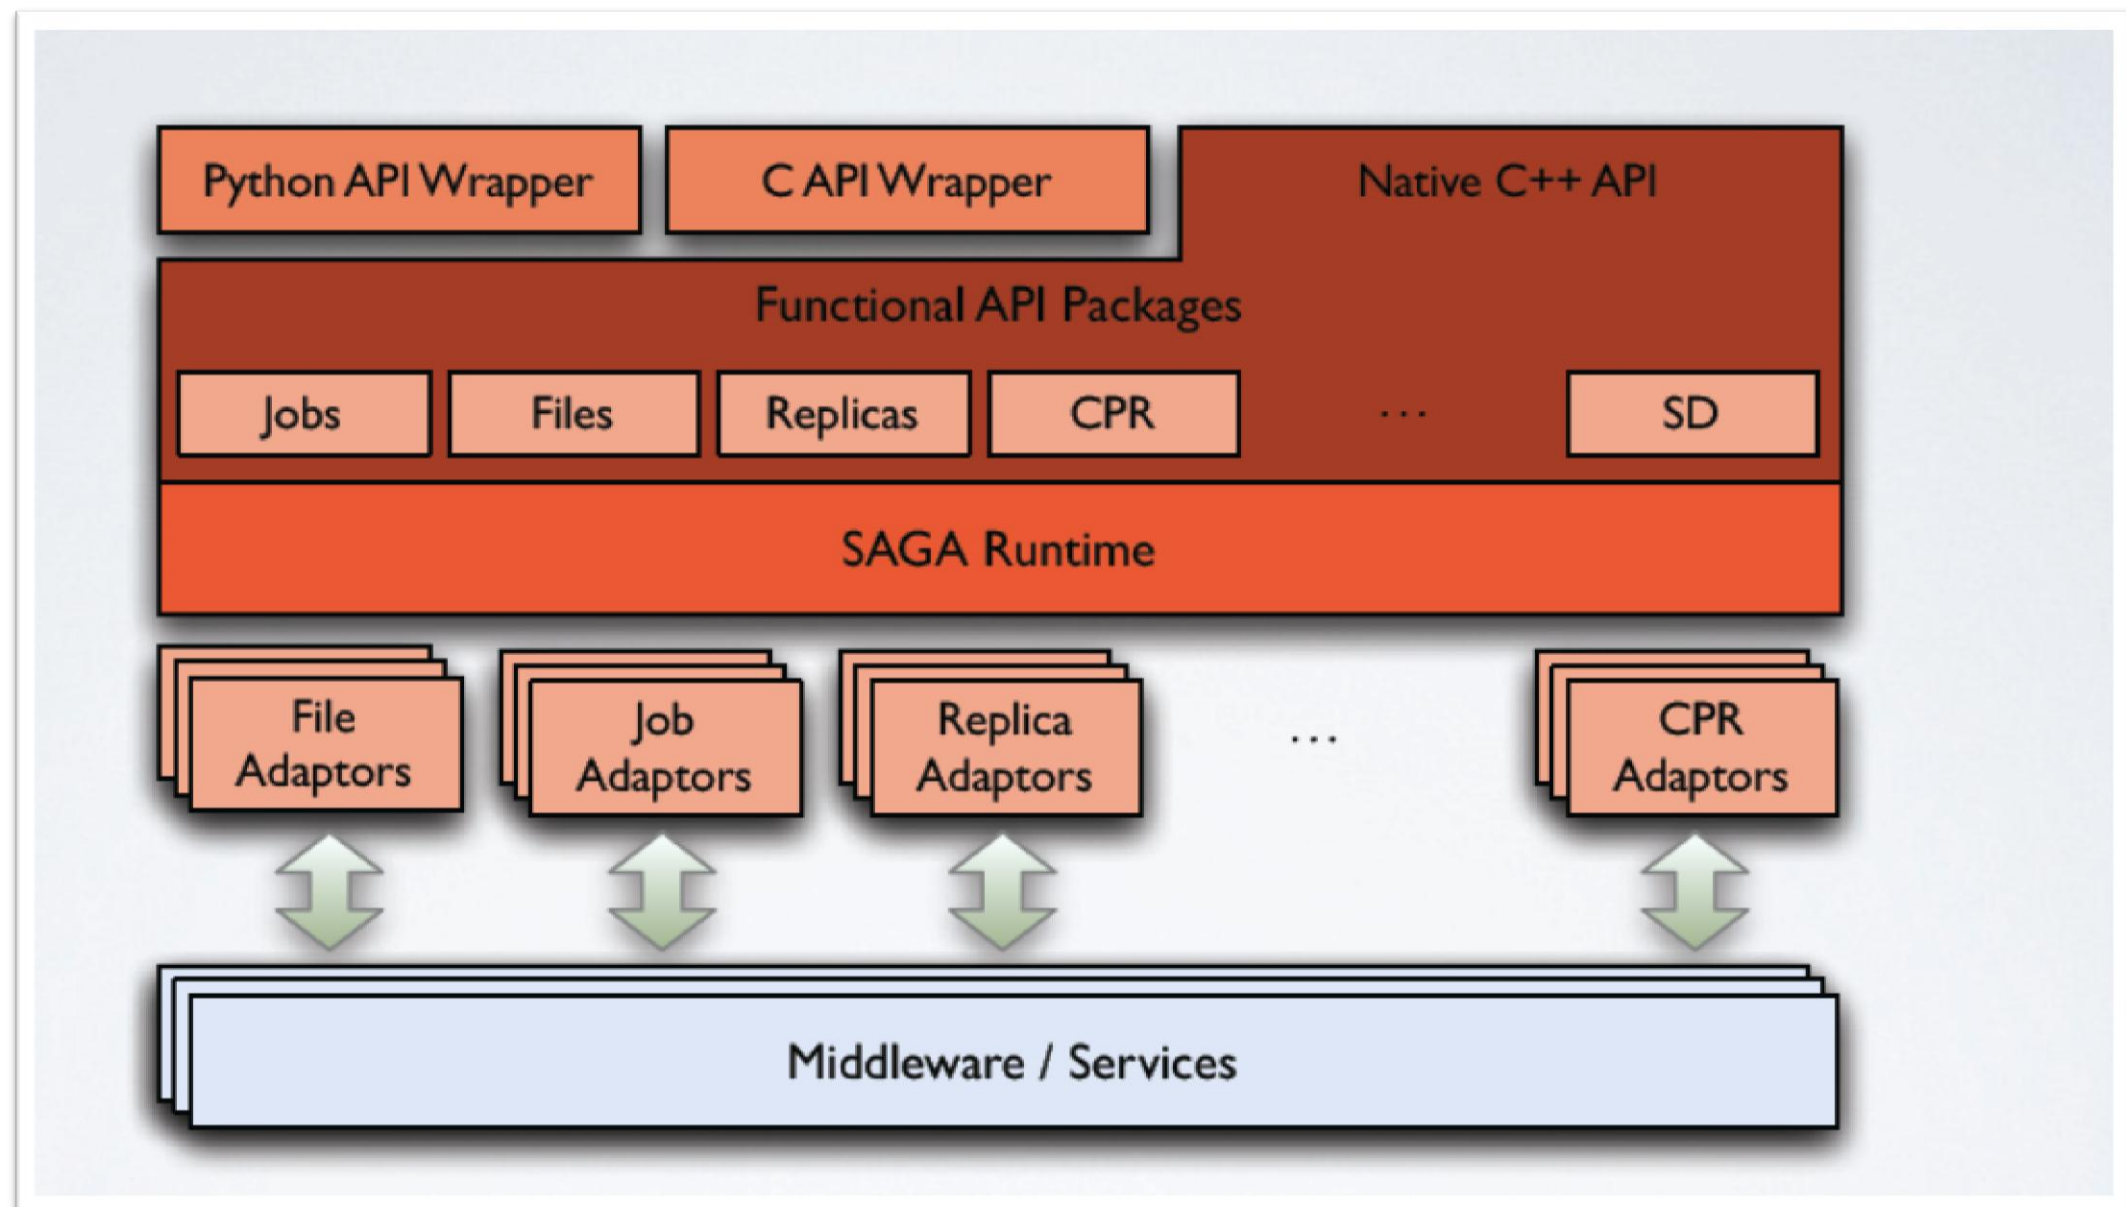 Python API Wrapper
C API Wrapper
Native C++ API
Functional API Packages
Jobs
Files
Replicas
CPR
...
SD
SAGA Runtime
File
Adaptors
Job
Adaptors
Replica
Adaptors
...
CPR
Adaptors
Middleware / Services